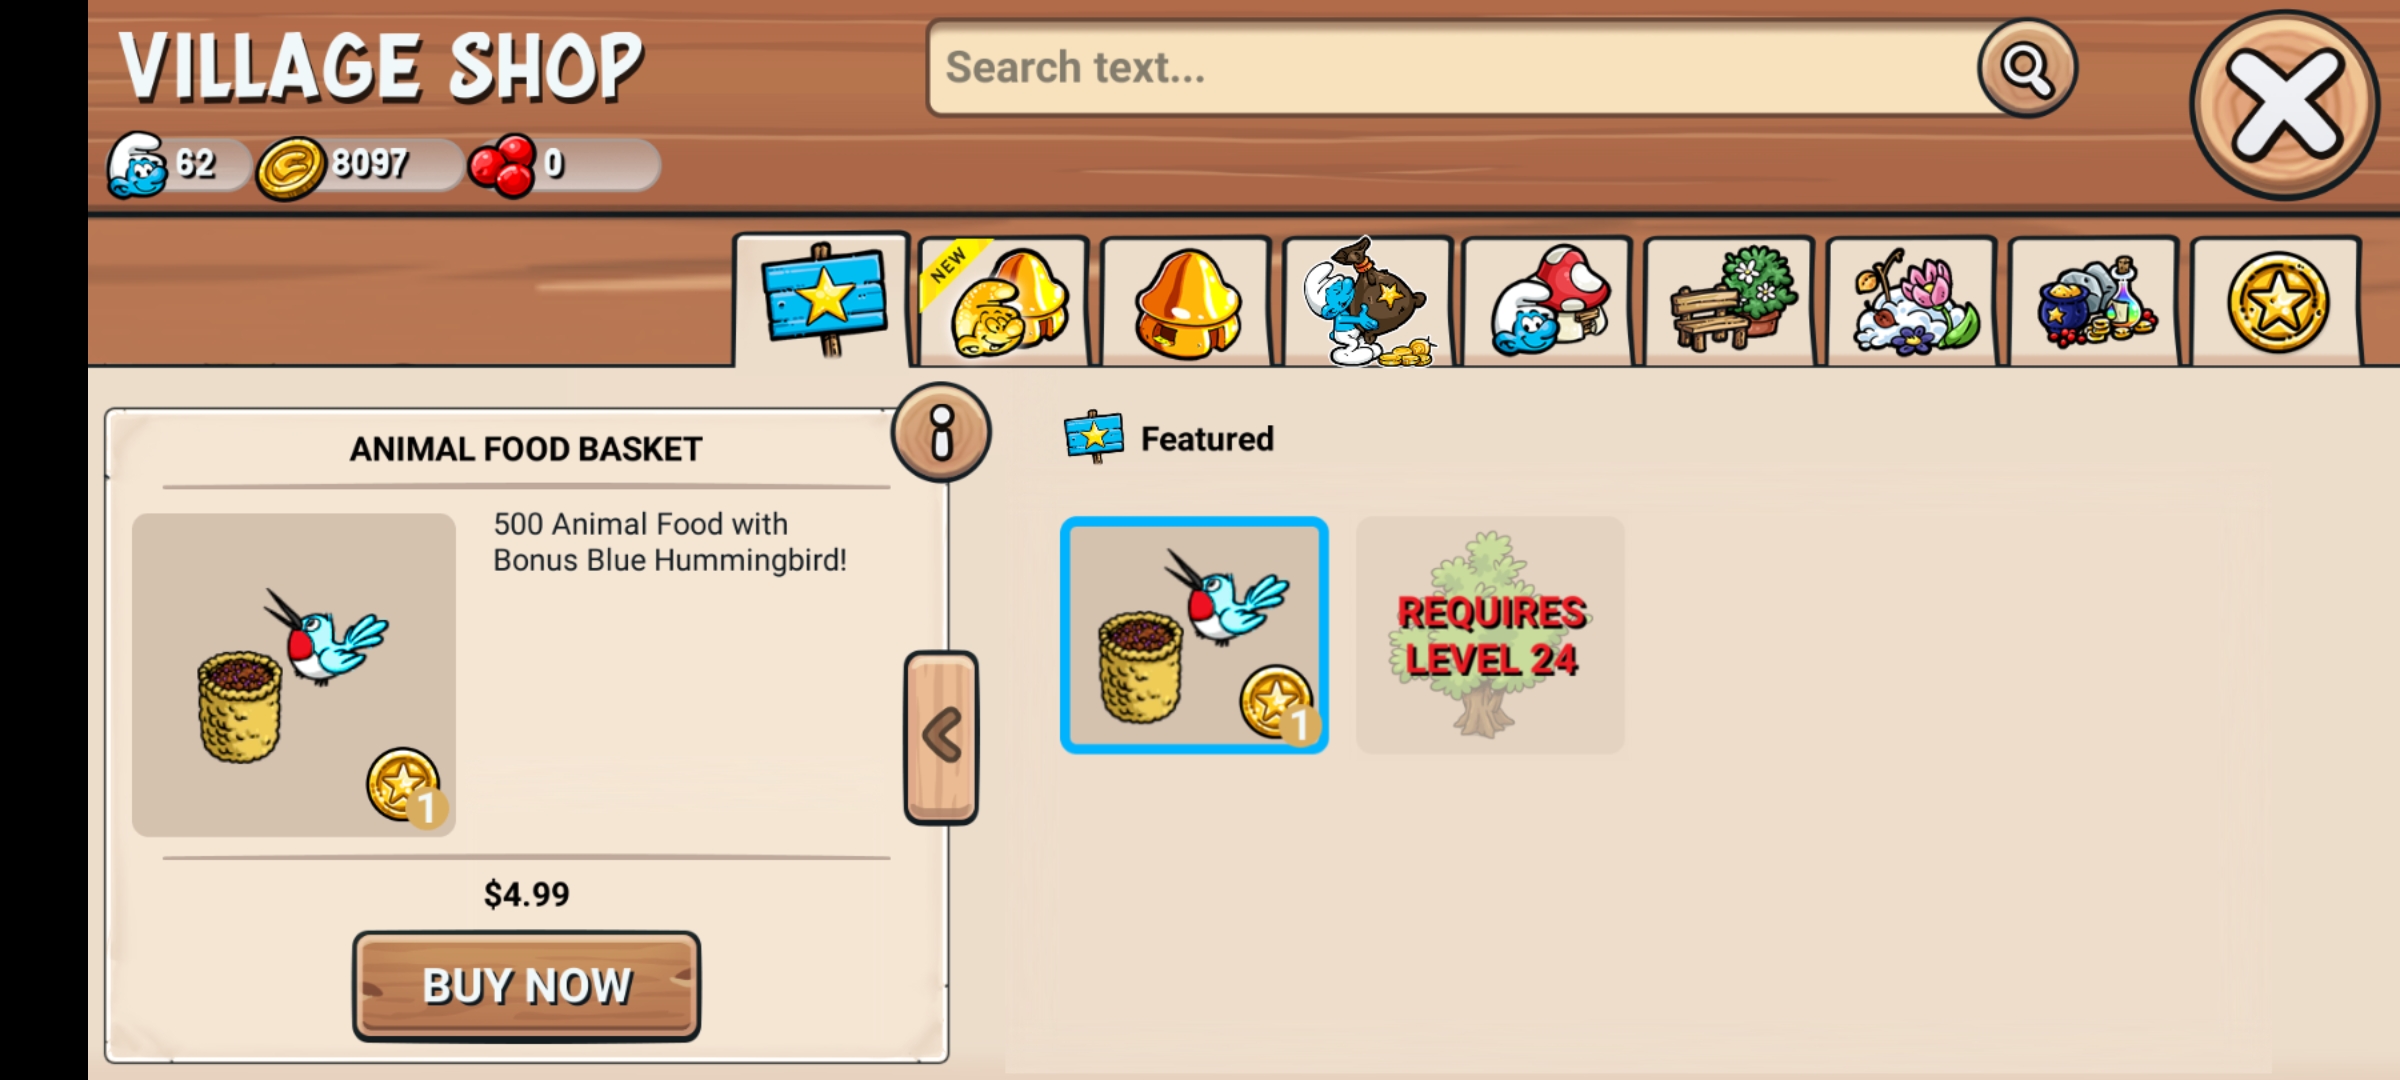 VILLAGE SHOP
Search text...
62
8097
0
NEW
ANIMAL FOOD BASKET
500 Animal Food with
Bonus Blue Hummingbird!
1
$4.99
BUY NOW
Featured
1
REQUIRES
LEVEL 24